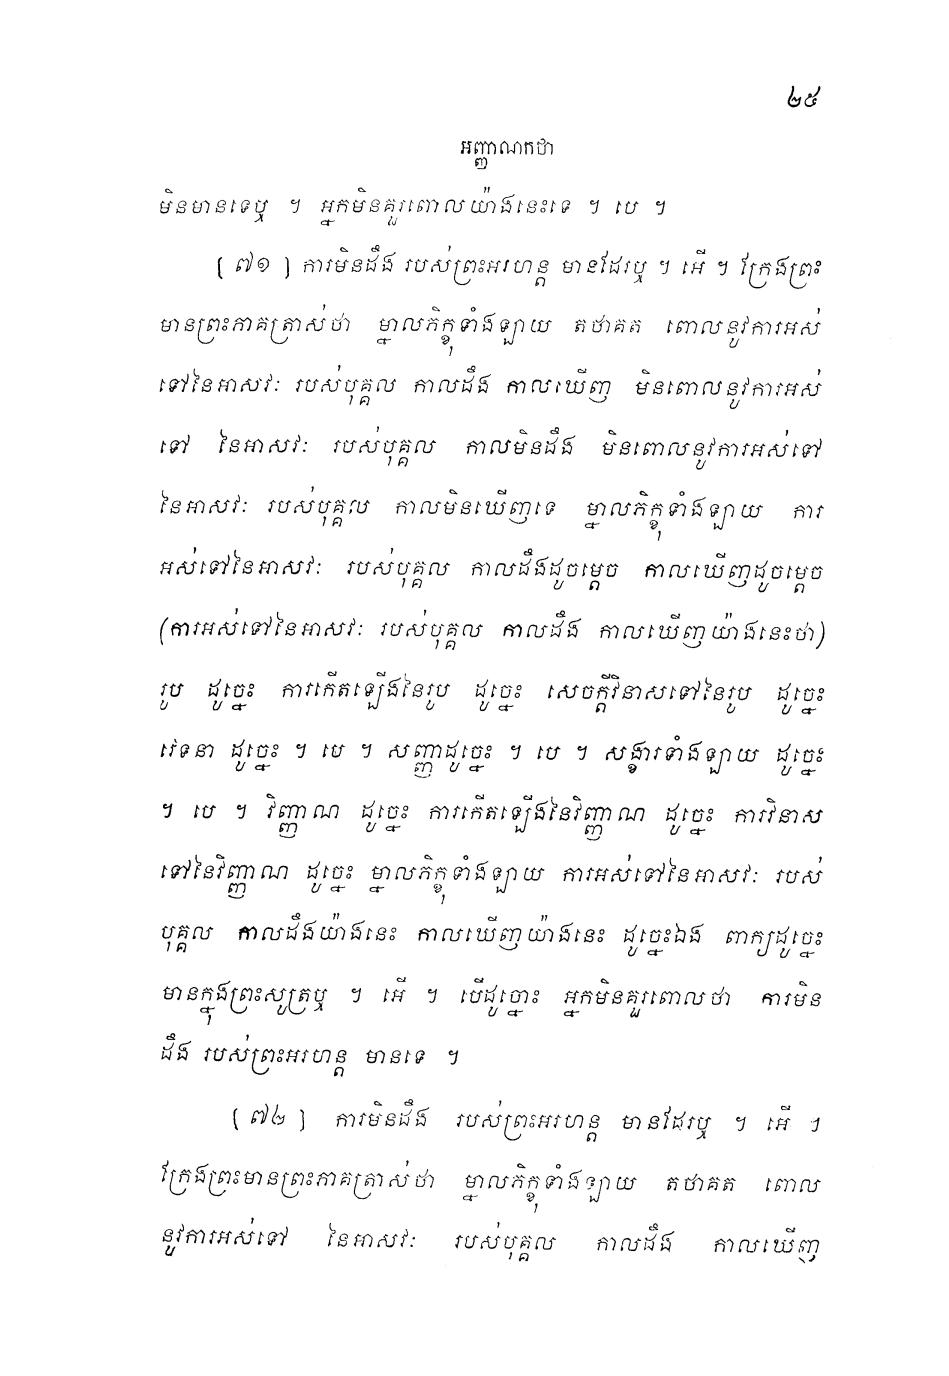 ២៥
អញ្ញាណកថា
មិនមានទេឬ ។ អ្នកមិនគួរពោលយ៉ាងនេះទេ ។ បេ ។
[ ៧១ ] ការមិនដឹង របស់ព្រះអរហន្ត មានដែរឬ ។ អើ ។ ក្រែងព្រះ
មានព្រះភាគត្រាស់ថា ម្នាលភិក្ខុទាំងឡាយ តថាគត ពោលនូវការអស់
ទៅនៃអាសវៈ របស់បុគ្គល កាលដឹង កាលឃើញ មិនពោលនូវការអស់
ទៅ នៃអាសវៈ របស់បុគ្គល កាលមិនដឹង មិនពោលនូវការអស់ទៅ
នៃអាសវៈ របស់បុគ្គល កាលមិនឃើញទេ ម្នាលភិក្ខុទាំងឡាយ ការ
អស់ទៅនៃអាសវៈ របស់បុគ្គល កាលដឹងដូចម្តេច កាលឃើញដូចម្តេច
(ការអស់ទៅនៃអាសវៈ របស់បុគ្គល កាលដឹង កាលឃើញយ៉ាងនេះថា)
រូប ដូច្នេះ ការកើតឡើងនៃរូប ដូច្នេះ សេចក្តីវិនាសទៅនៃរូប ដូច្នេះ
វេទនា ដូច្នេះ ។ បេ ។ សញ្ញាដូច្នេះ ។ បេ ។ សង្ខារទាំងឡាយ ដូច្នេះ
។ បេ ។ វិញ្ញាណ ដូច្នេះ ការកើតឡើងនៃវិញ្ញាណ ដូច្នេះ ការវិនាស
ទៅនៃវិញ្ញាណ ដូច្នេះ ម្នាលភិក្ខុទាំងឡាយ ការអស់ទៅនៃអាសវៈ របស់
បុគ្គល កាលដឹងយ៉ាងនេះ កាលឃើញយ៉ាងនេះ ដូច្នេះឯង ពាក្យដូច្នេះ
មានក្នុងព្រះសូត្រឬ ។ អើ ។ បើដូច្នោះ អ្នកមិនគួរពោលថា ការមិន
ដឹង របស់ព្រះអរហន្ត មានទេ ។
[ ៧២ ] ការមិនដឹង របស់ព្រះអរហន្ត មានដែរឬ ។ អើ ។
ក្រែងព្រះមានព្រះភាគត្រាស់ថា ម្នាលភិក្ខុទាំងឡាយ តថាគត ពោល
នូវការអស់ទៅ នៃអាសវៈ របស់បុគ្គល កាលដឹង កាលឃើញ